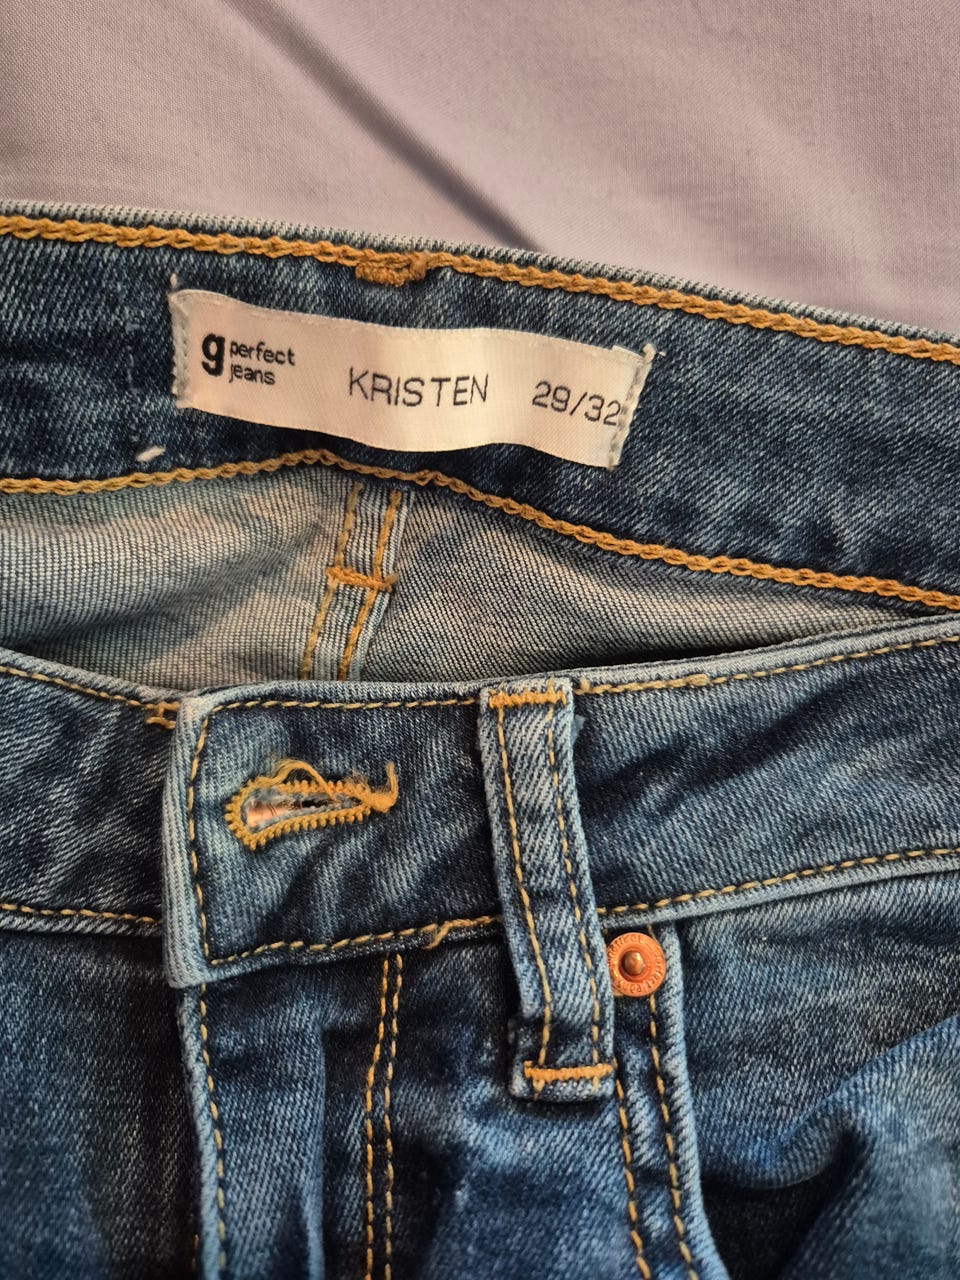 g perfect
jeans
KRISTEN
29/32